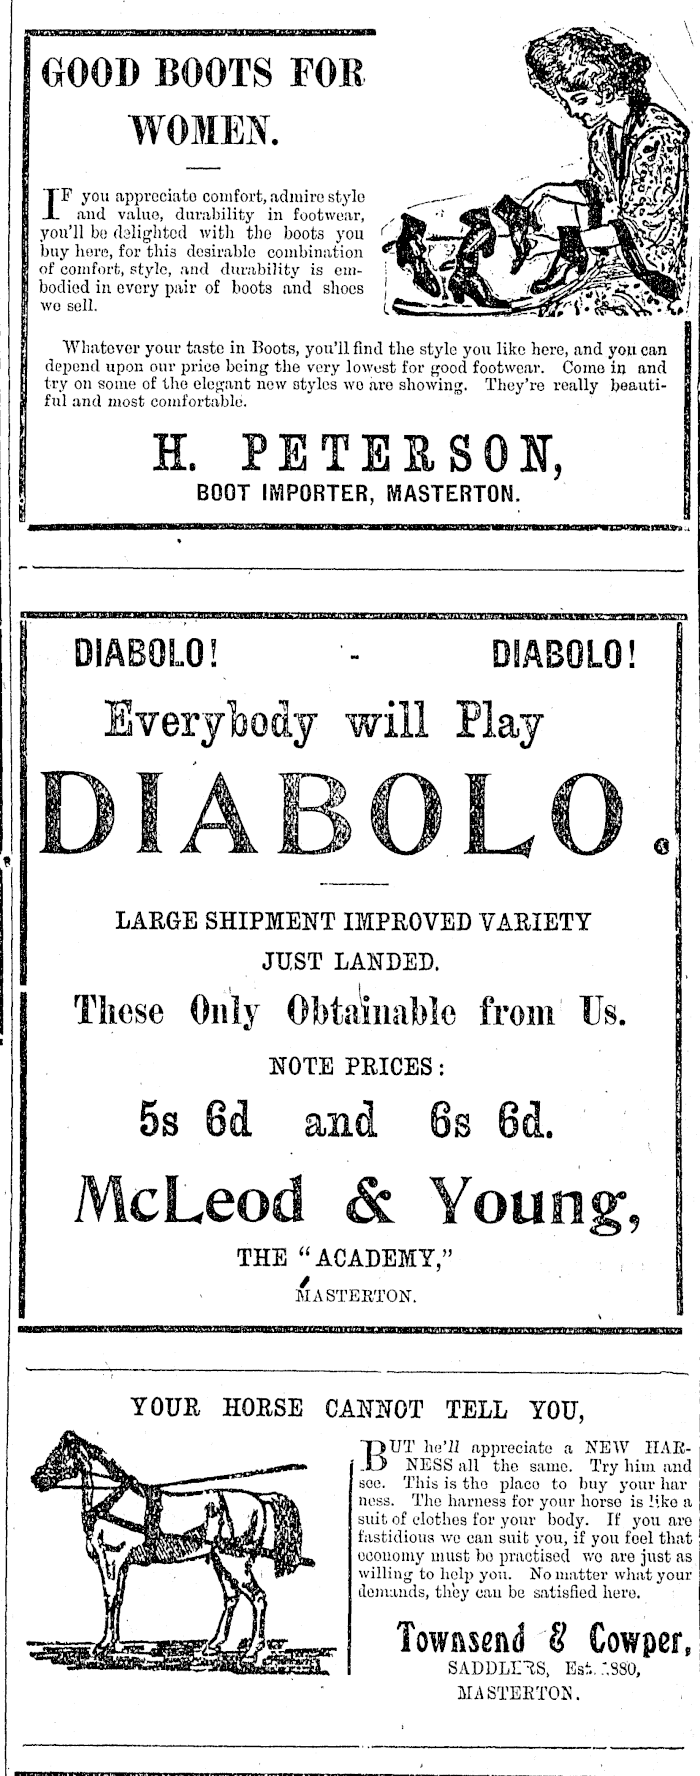 GOOD BOOTS FOR
WOMEN.
IF you appreciate comfort, admire style
and value, durability in footwear,
you'll be delighted with the boots you
buy here, for this desirable combination
of comfort, style, and durability is em-
bodied in every pair of boots and shoes
we sell.
Whatever your taste in Boots, you'll find the style you like here, and you can
depend upon our price being the very lowest for good footwear. Come in and
try on some of the elegant new styles we are showing. They're really beauti-
ful and most comfortable.
H. PETERSON,
BOOT IMPORTER, MASTERTON.
DIABOLO! - DIABOLO!
Everybody will Play
DIABOLO.
LARGE SHIPMENT IMPROVED VARIETY
JUST LANDED.
These Only Obtainable from Us.
NOTE PRICES:
5s 6d and 6s 6d.
McLeod & Young,
THE "ACADEMY,"
MASTERTON.
YOUR HORSE CANNOT TELL YOU,
BUT he'll appreciate a NEW HAR-
NESS all the same. Try him and
see. This is the place to buy your har
ness. The harness for your horse is like a
suit of clothes for your body. If you are
fastidious we can suit you, if you feel that
economy must be practised we are just as
willing to help you. No matter what your
demands, they can be satisfied here.
Townsend & Cowper,
SADDLERS, Est. 1880,
MASTERTON.